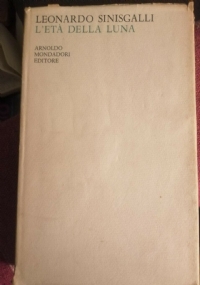 LEONARDO SINISGALLI
L'ETÀ DELLA LUNA
ARNOLDO
MONDADORI
EDITORE